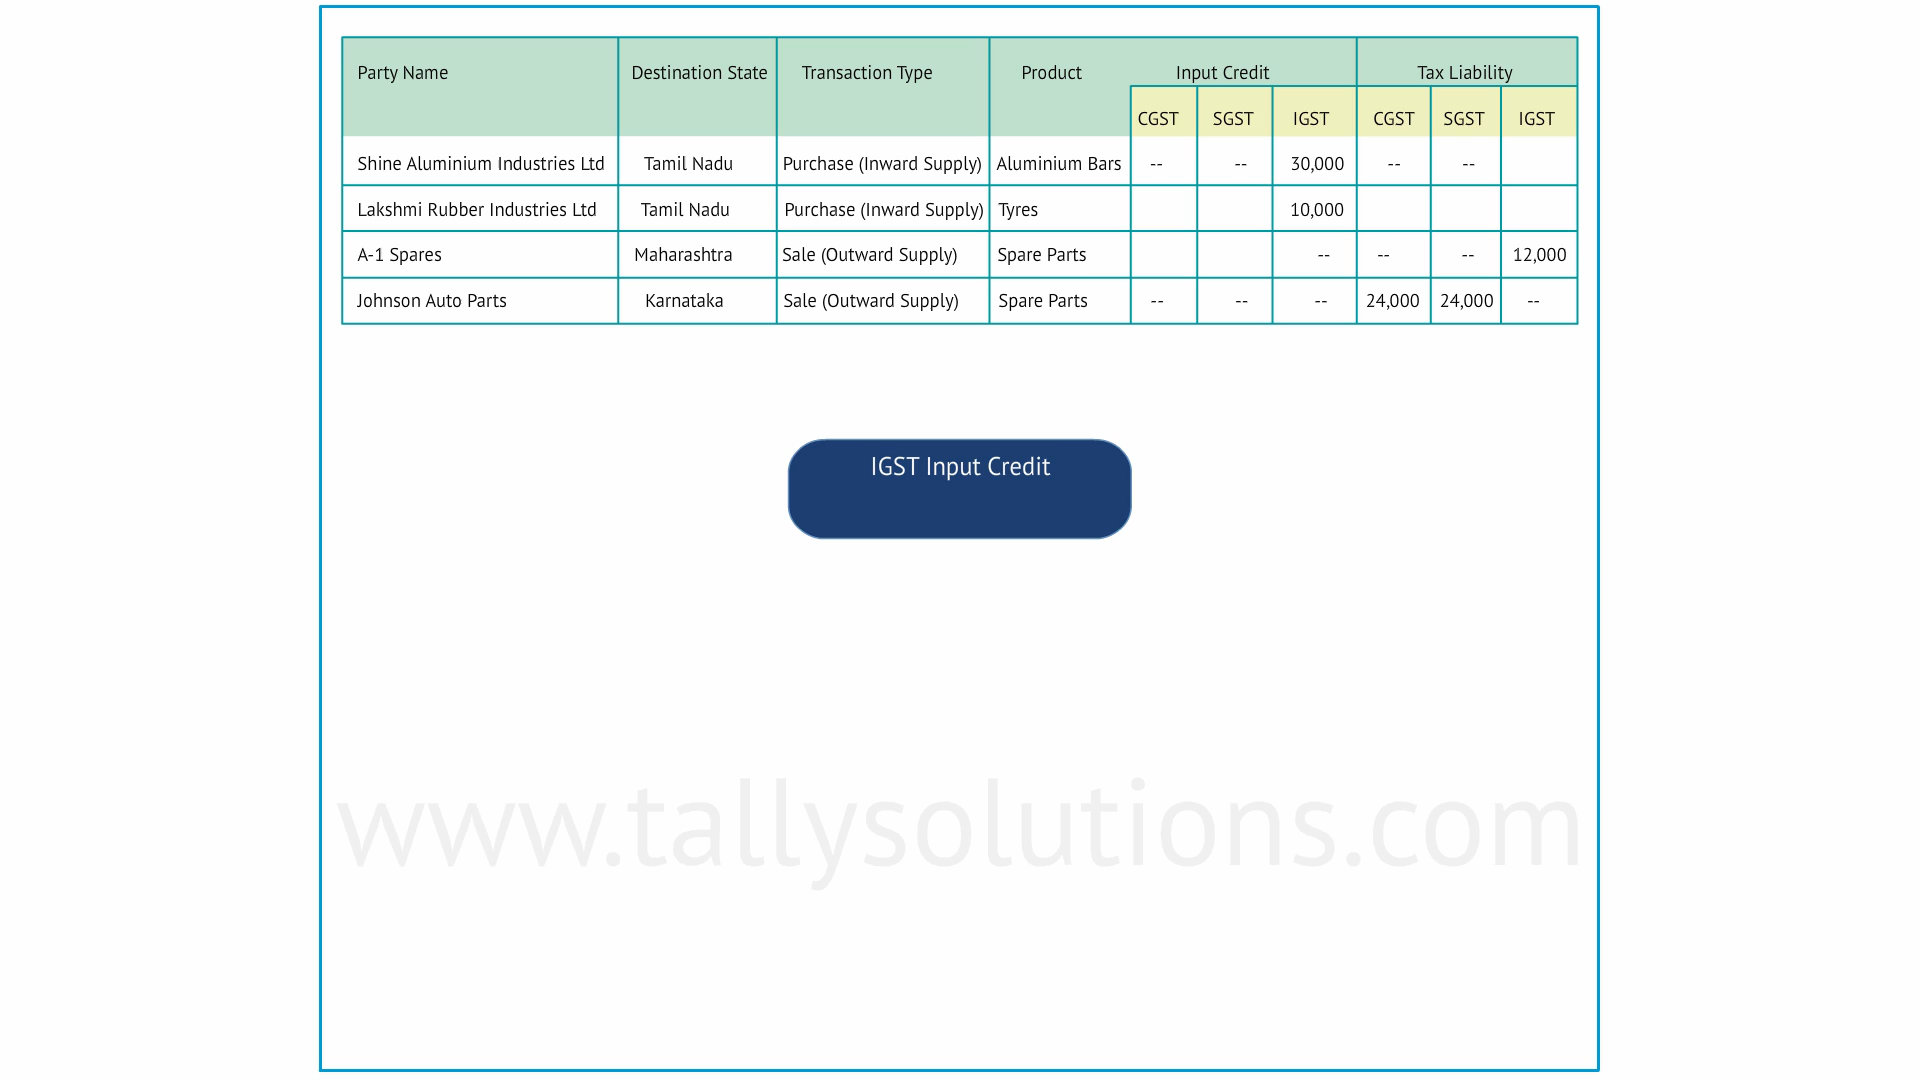 Party Name Destination State Transaction Type Product Input Credit Tax Liability
CGST SGST IGST CGST SGST IGST
Shine Aluminium Industries Ltd Tamil Nadu Purchase (Inward Supply) Aluminium Bars -- -- 30,000 -- --
Lakshmi Rubber Industries Ltd Tamil Nadu Purchase (Inward Supply) Tyres 10,000
A-1 Spares Maharashtra Sale (Outward Supply) Spare Parts -- -- -- 12,000
Johnson Auto Parts Karnataka Sale (Outward Supply) Spare Parts -- -- -- 24,000 24,000 --
IGST Input Credit
www.tallysolutions.com